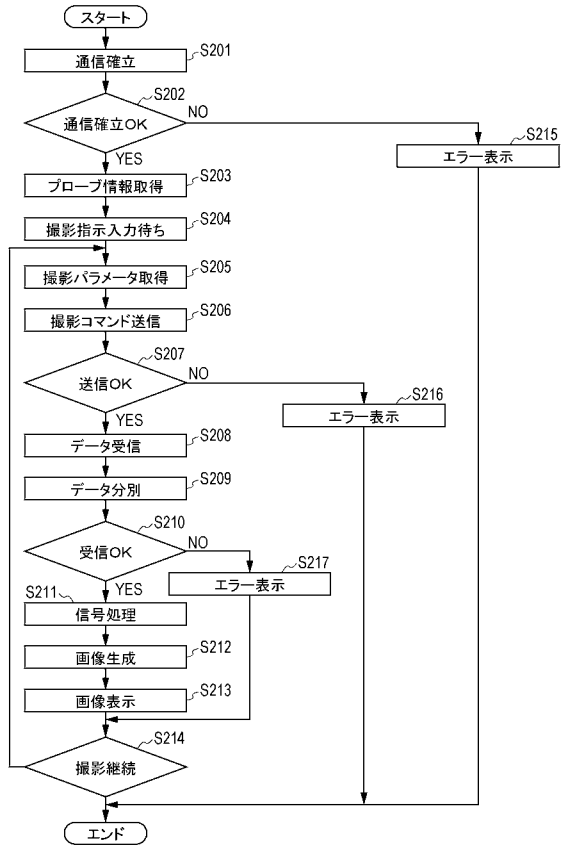 スタート
S201
通信確立
S202
通信確立OK
NO
YES
S215
エラー表示
S203
プローブ情報取得
S204
撮影指示入力待ち
S205
撮影パラメータ取得
S206
撮影コマンド送信
S207
送信OK
NO
YES
S216
エラー表示
S208
データ受信
S209
データ分別
S210
受信OK
NO
YES
S217
エラー表示
S211
信号処理
S212
画像生成
S213
画像表示
S214
撮影継続
エンド